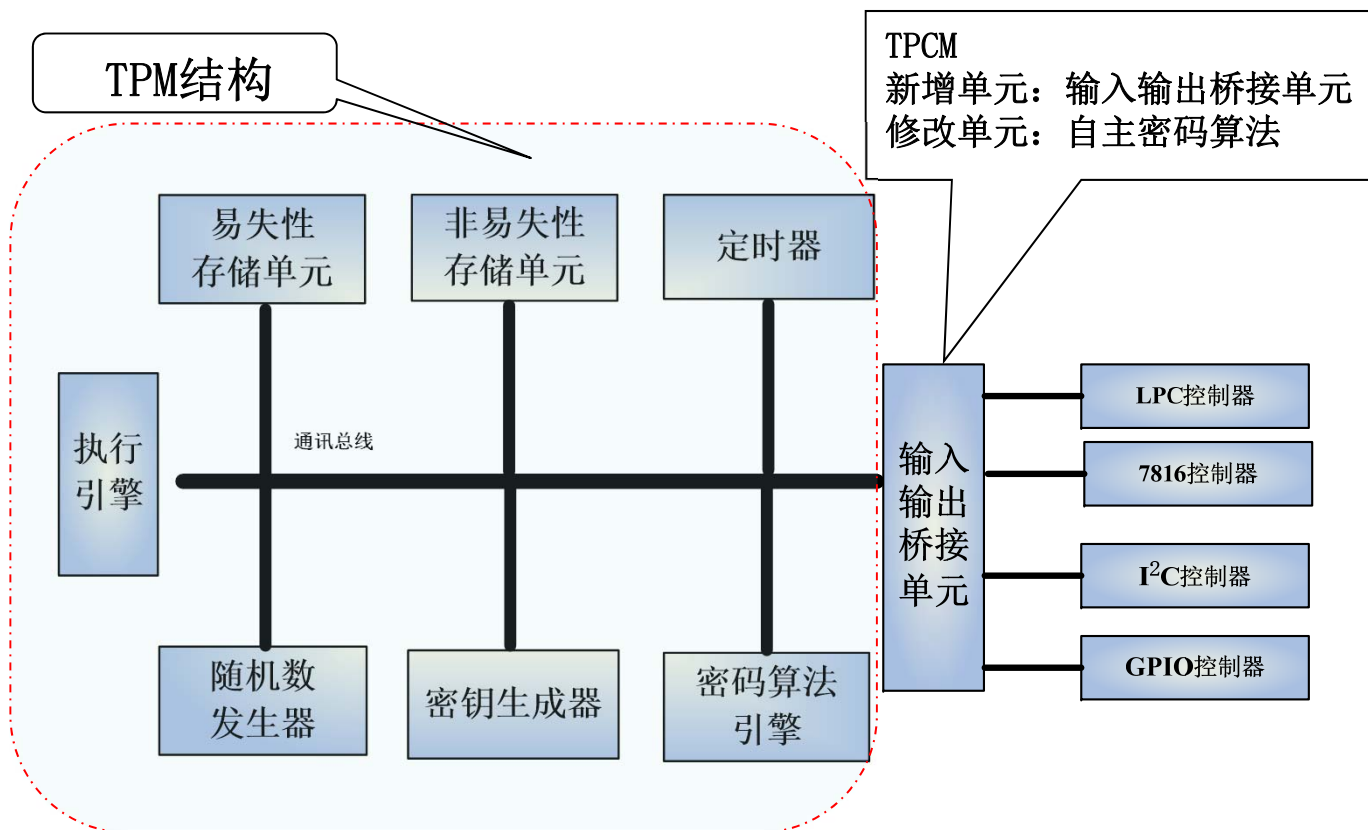 TPM结构
TPCM
新增单元：输入输出桥接单元
修改单元：自主密码算法
易失性
存储单元
非易失性
存储单元
定时器
执行
引擎
通讯总线
输入
输出
桥接
单元
LPC控制器
7816控制器
I²C控制器
GPIO控制器
随机数
发生器
密钥生成器
密码算法
引擎